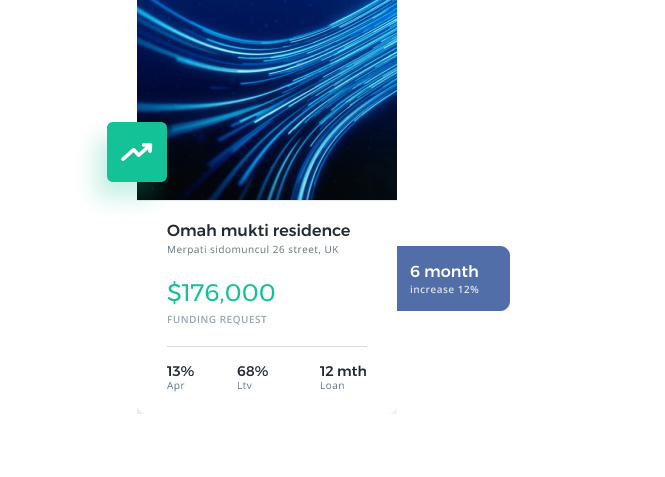 Omah mukti residence
Merpati sidomuncul 26 street, UK
$176,000
FUNDING REQUEST
13%
Apr
68%
Ltv
12 mth
Loan
6 month
increase 12%